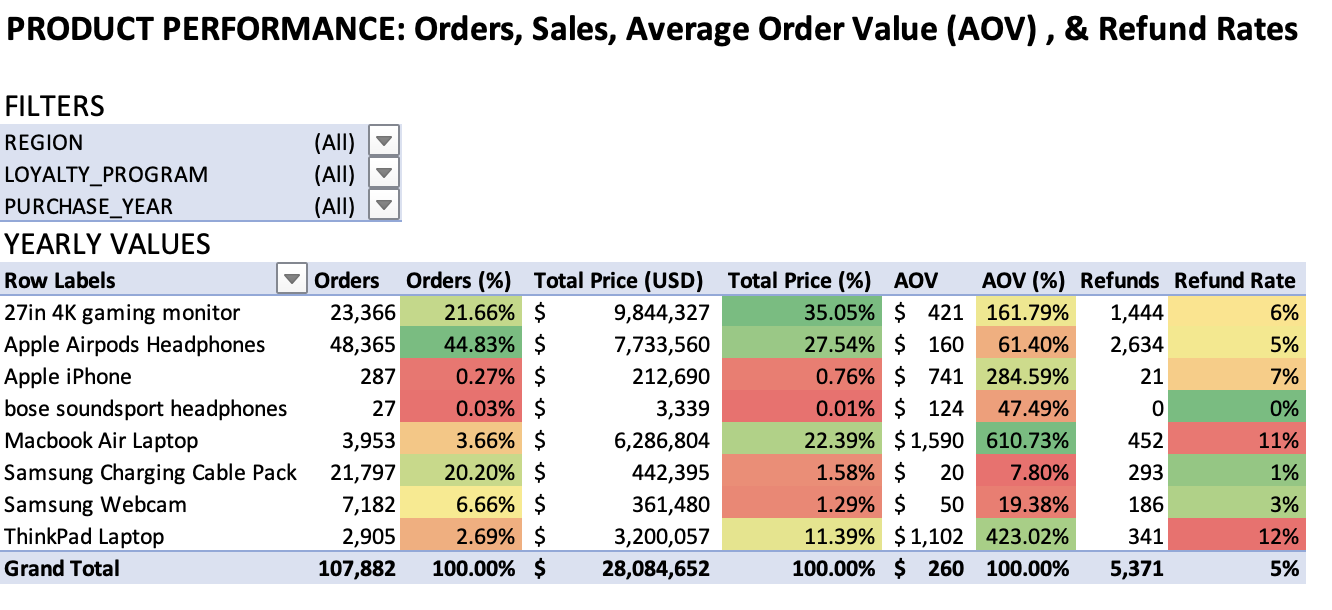 PRODUCT PERFORMANCE: Orders, Sales, Average Order Value (AOV) , & Refund Rates
FILTERS
REGION (All)
LOYALTY_PROGRAM (All)
PURCHASE_YEAR (All)
YEARLY VALUES
Row Labels Orders Orders (%) Total Price (USD) Total Price (%) AOV AOV (%) Refunds Refund Rate
27in 4K gaming monitor 23,366 21.66% $ 9,844,327 35.05% $ 421 161.79% 1,444 6%
Apple Airpods Headphones 48,365 44.83% $ 7,733,560 27.54% $ 160 61.40% 2,634 5%
Apple iPhone 287 0.27% $ 212,690 0.76% $ 741 284.59% 21 7%
bose soundsport headphones 27 0.03% $ 3,339 0.01% $ 124 47.49% 0 0%
Macbook Air Laptop 3,953 3.66% $ 6,286,804 22.39% $ 1,590 610.73% 452 11%
Samsung Charging Cable Pack 21,797 20.20% $ 442,395 1.58% $ 20 7.80% 293 1%
Samsung Webcam 7,182 6.66% $ 361,480 1.29% $ 50 19.38% 186 3%
ThinkPad Laptop 2,905 2.69% $ 3,200,057 11.39% $ 1,102 423.02% 341 12%
Grand Total 107,882 100.00% $ 28,084,652 100.00% $ 260 100.00% 5,371 5%